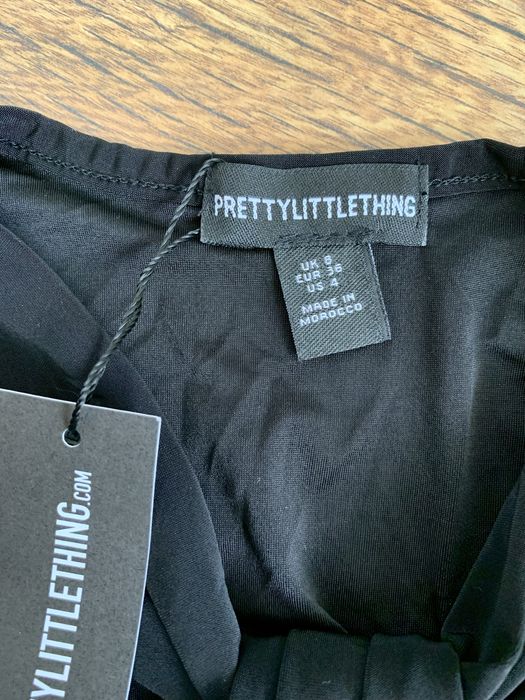 PRETTYLITTLETHING
UK 8
EUR 36
US 4
MADE IN
MOROCCO
YLITTLETHING.COM